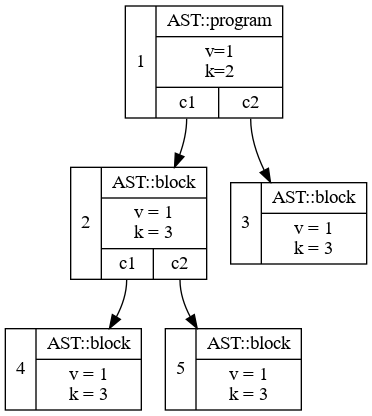 1
AST::program
v=1
k=2
c1 c2
2
AST::block
v = 1
k = 3
c1 c2
3
AST::block
v = 1
k = 3
4
AST::block
v = 1
k = 3
5
AST::block
v = 1
k = 3